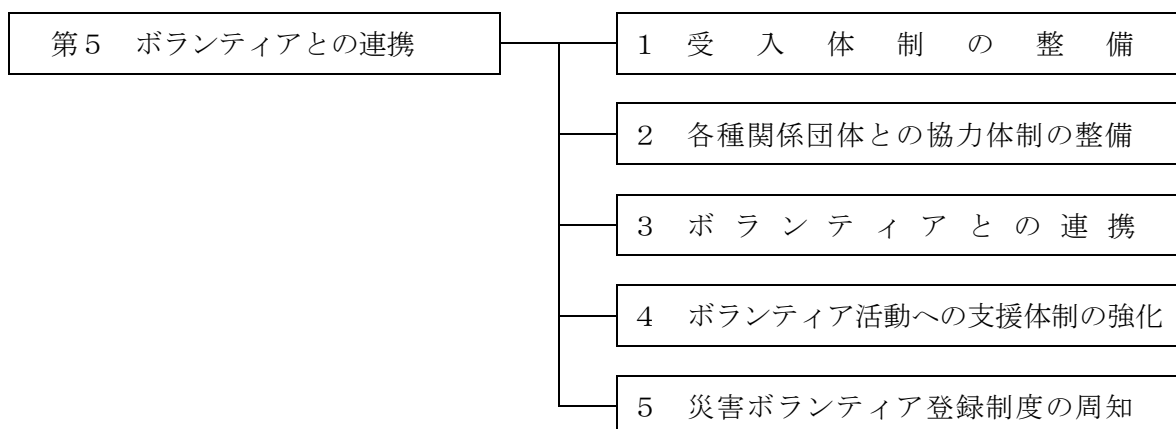 第５　ボランティアとの連携
１　受入体制の整備
２　各種関係団体との協力体制の整備
３　ボランティアとの連携
４　ボランティア活動への支援体制の強化
５　災害ボランティア登録制度の周知